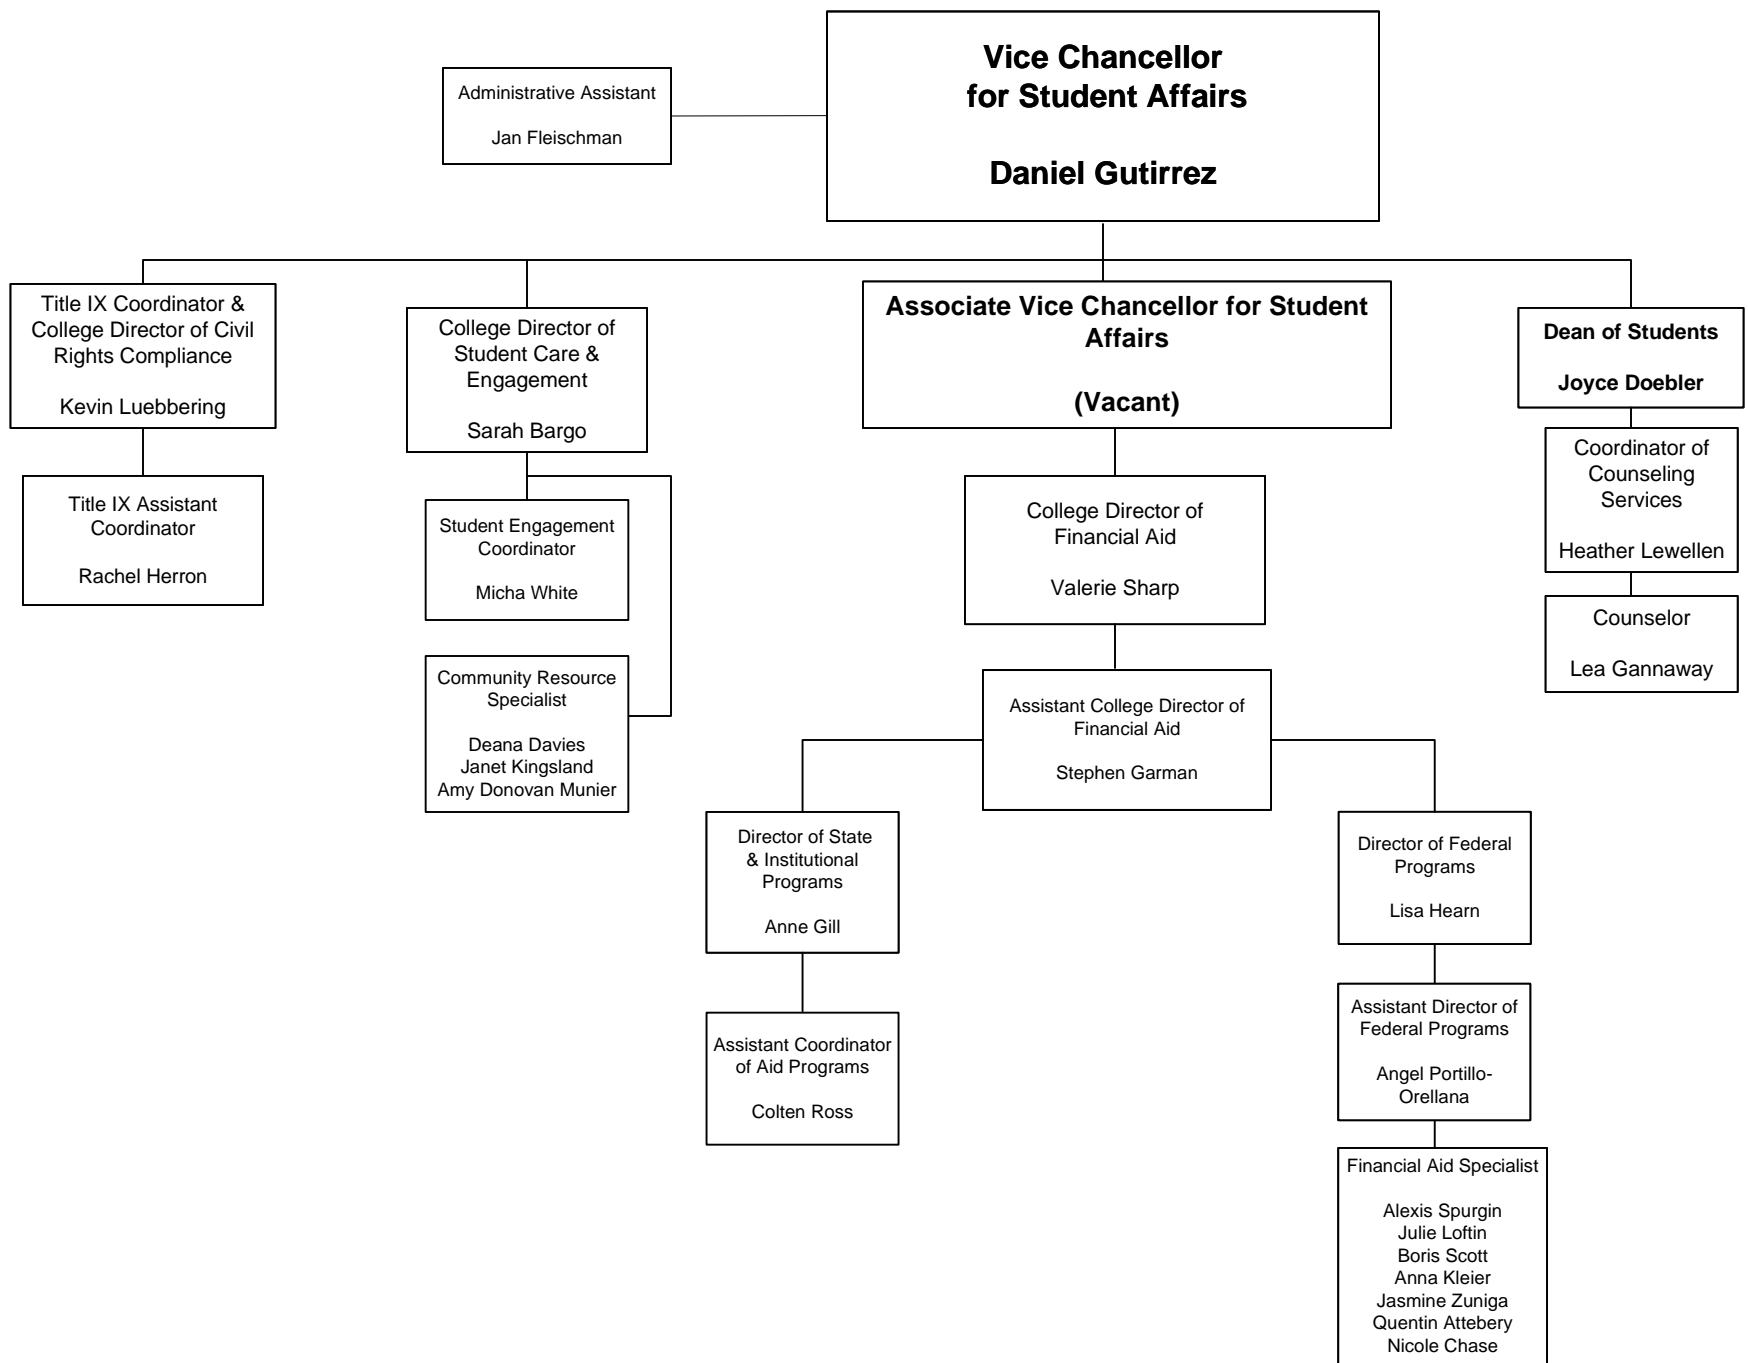 Vice Chancellor
for Student Affairs
Daniel Gutirrez
Administrative Assistant
Jan Fleischman
Title IX Coordinator &
College Director of Civil
Rights Compliance
Kevin Luebbering
Title IX Assistant
Coordinator
Rachel Herron
College Director of
Student Care &
Engagement
Sarah Bargo
Student Engagement
Coordinator
Micha White
Community Resource
Specialist
Deana Davies
Janet Kingsland
Amy Donovan Munier
Associate Vice Chancellor for Student
Affairs
(Vacant)
College Director of
Financial Aid
Valerie Sharp
Assistant College Director of
Financial Aid
Stephen Garman
Director of State
& Institutional
Programs
Anne Gill
Assistant Coordinator
of Aid Programs
Colten Ross
Director of Federal
Programs
Lisa Hearn
Assistant Director of
Federal Programs
Angel Portillo-
Orellana
Financial Aid Specialist
Alexis Spurgin
Julie Loftin
Boris Scott
Anna Kleier
Jasmine Zuniga
Quentin Attebery
Nicole Chase
Dean of Students
Joyce Doebler
Coordinator of
Counseling
Services
Heather Lewellen
Counselor
Lea Gannaway